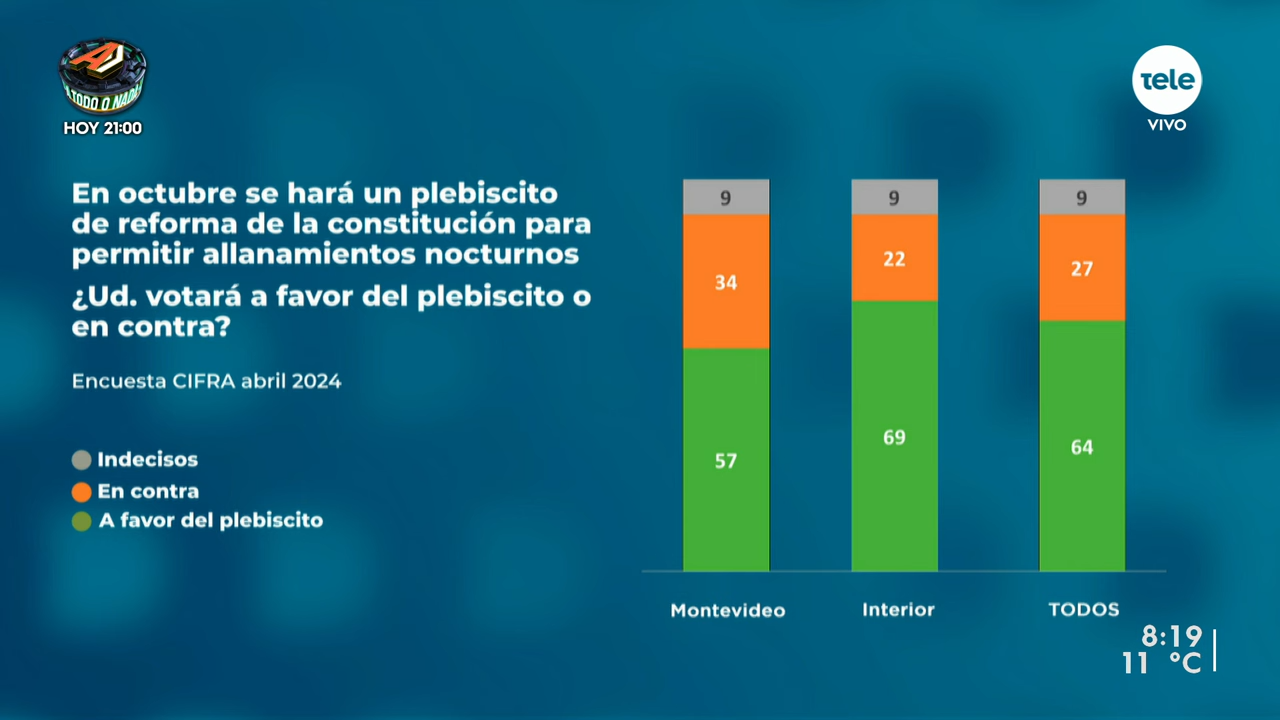 A TODO O NADA
HOY 21:00
tele
VIVO
En octubre se hará un plebiscito
de reforma de la constitución para
permitir allanamientos nocturnos
¿Ud. votará a favor del plebiscito o
en contra?
Encuesta CIFRA abril 2024
Indecisos
En contra
A favor del plebiscito
9
9
9
34
22
27
57
69
64
Montevideo
Interior
TODOS
8:19
11 °C